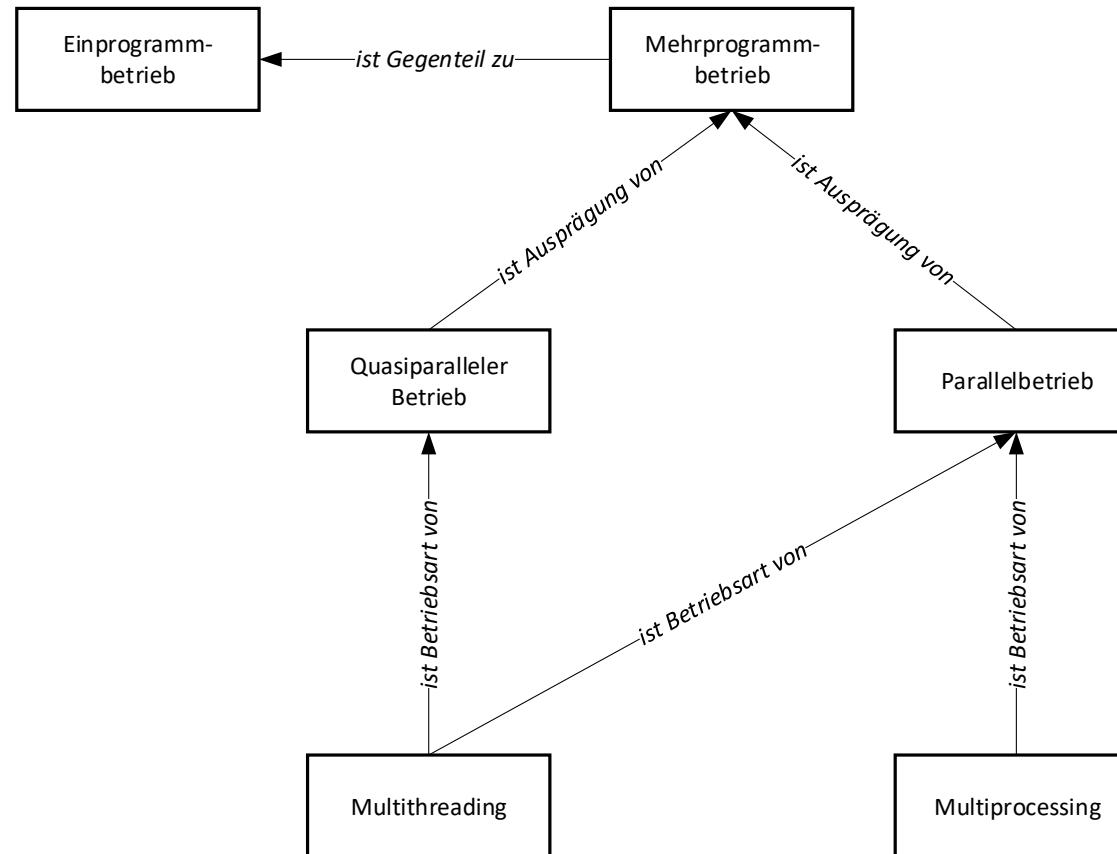 Einprogramm-
betrieb
ist Gegenteil zu
Mehrprogramm-
betrieb
ist Ausprägung von
ist Ausprägung von
Quasiparalleler
Betrieb
Parallelbetrieb
ist Betriebsart von
ist Betriebsart von
ist Betriebsart von
Multithreading
Multiprocessing